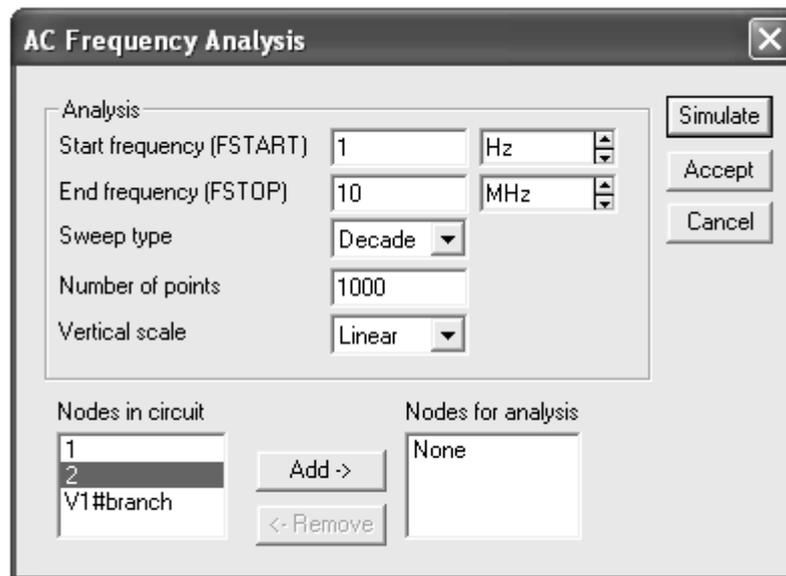 AC Frequency Analysis
Analysis
Start frequency (FSTART) 1 Hz
End frequency (FSTOP) 10 MHz
Sweep type Decade
Number of points 1000
Vertical scale Linear
Simulate
Accept
Cancel
Nodes in circuit
1
2
V1#branch
Add ->
<- Remove
Nodes for analysis
None